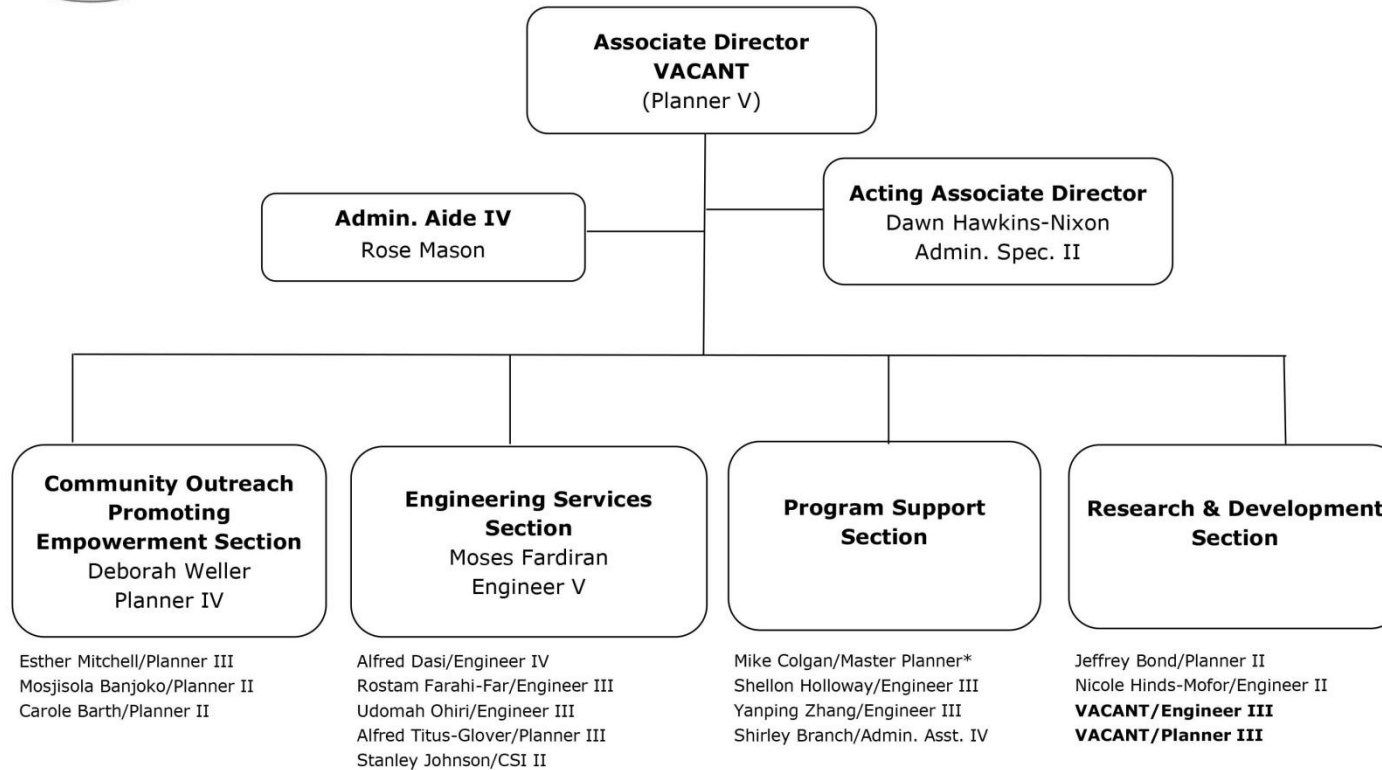 Associate Director
VACANT
(Planner V)
Admin. Aide IV
Rose Mason
Acting Associate Director
Dawn Hawkins-Nixon
Admin. Spec. II
Community Outreach
Promoting
Empowerment Section
Deborah Weller
Planner IV
Engineering Services
Section
Moses Fardiran
Engineer V
Program Support
Section
Research & Development
Section
Esther Mitchell/Planner III
Mosjisola Banjoko/Planner II
Carole Barth/Planner II
Alfred Dasi/Engineer IV
Rostam Farahi-Far/Engineer III
Udomah Ohiri/Engineer III
Alfred Titus-Glover/Planner III
Stanley Johnson/CSI II
Mike Colgan/Master Planner*
Shellon Holloway/Engineer III
Yanping Zhang/Engineer III
Shirley Branch/Admin. Asst. IV
Jeffrey Bond/Planner II
Nicole Hinds-Mofor/Engineer II
VACANT/Engineer III
VACANT/Planner III